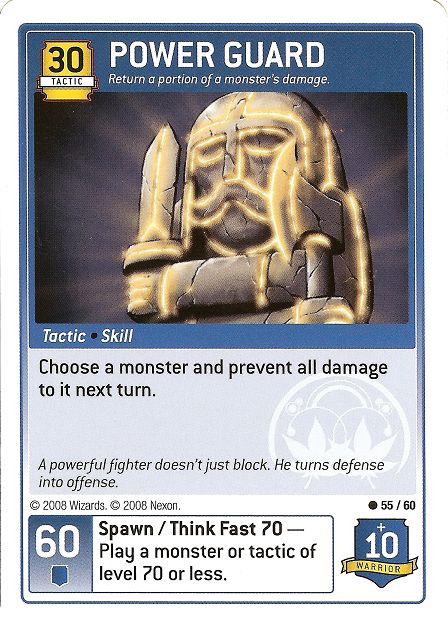 30
TACTIC
POWER GUARD
Return a portion of a monster's damage.
Tactic • Skill
Choose a monster and prevent all damage
to it next turn.
A powerful fighter doesn't just block. He turns defense
into offense.
© 2008 Wizards. © 2008 Nexon.
● 55 / 60
60
Spawn / Think Fast 70 —
Play a monster or tactic of
level 70 or less.
+
10
WARRIOR